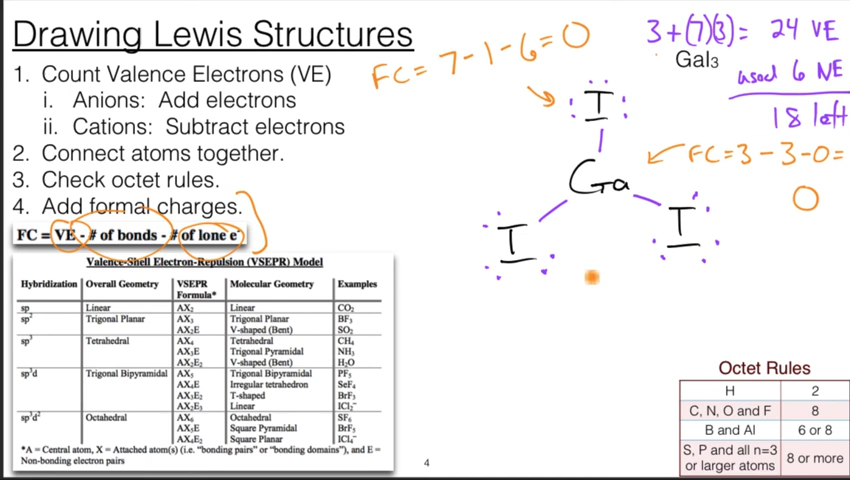 Drawing Lewis Structures
1. Count Valence Electrons (VE)
i. Anions: Add electrons
ii. Cations: Subtract electrons
2. Connect atoms together.
3. Check octet rules.
4. Add formal charges.
FC = VE - # of bonds - # of lone e-
Valence-Shell Electron-Repulsion (VSEPR) Model
Hybridization Overall Geometry VSEPR Formula* Molecular Geometry Examples
sp Linear AX2 Linear CO2
sp2 Trigonal Planar AX3 Trigonal Planar BF3
AX2E V-shaped (Bent) SO2
sp3 Tetrahedral AX4 Tetrahedral CH4
AX3E Trigonal Pyramidal NH3
AX2E2 V-shaped (Bent) H2O
sp3d Trigonal Bipyramidal AX5 Trigonal Bipyramidal PF5
AX4E Irregular tetrahedron SeF4
AX3E2 T-shaped BrF3
AX2E3 Linear ICl2-
sp3d2 Octahedral AX6 Octahedral SF6
AX5E Square Pyramidal BrF5
AX4E2 Square Planar ICl4-
*A = Central atom, X = Attached atom(s) (i.e. “bonding pairs” or “bonding domains”), and E =
Non-bonding electron pairs
FC = 7-1-6=0
3+(7)(3)= 24 VE
GaI3
used 6 VE
18 left
I
Ga
FC=3-3-0=
0
I
I
4
Octet Rules
H 2
C, N, O and F 8
B and Al 6 or 8
S, P and all n=3
or larger atoms 8 or more